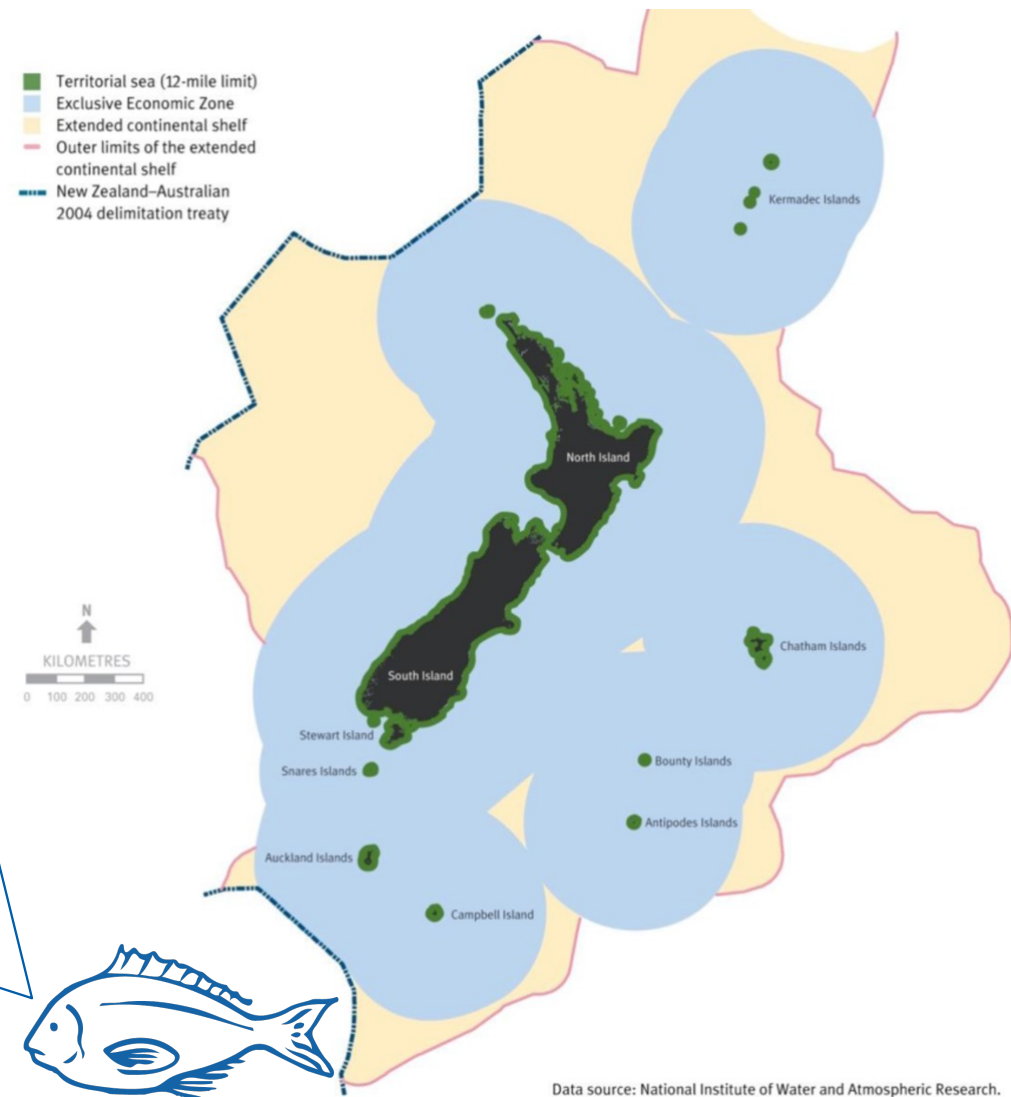 Territorial sea (12-mile limit)
Exclusive Economic Zone
Extended continental shelf
Outer limits of the extended
continental shelf
New Zealand–Australian
2004 delimitation treaty
Kermadec Islands
North Island
N
KILOMETRES
0 100 200 300 400
Chatham Islands
South Island
Stewart Island
Snares Islands
Bounty Islands
Antipodes Islands
Auckland Islands
Campbell Island
Data source: National Institute of Water and Atmospheric Research.